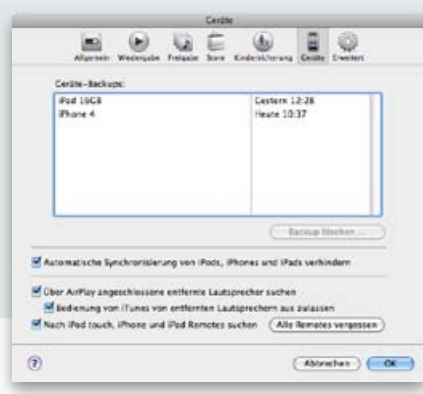 Geräte
Allgemein Wiedergabe Freigabe Store Kindersicherung Geräte Erweitert
Geräte-Backups:
iPad 16GB Gestern 12:28
iPhone 4 Heute 10:37
Backup löschen ...
Automatische Synchronisierung von iPods, iPhones und iPads verhindern
Über AirPlay angeschlossene entfernte Lautsprecher suchen
Bedienung von iTunes von entfernten Lautsprechern aus zulassen
Nach iPod touch, iPhone und iPad Remotes suchen Alle Remotes vergessen
? Abbrechen OK